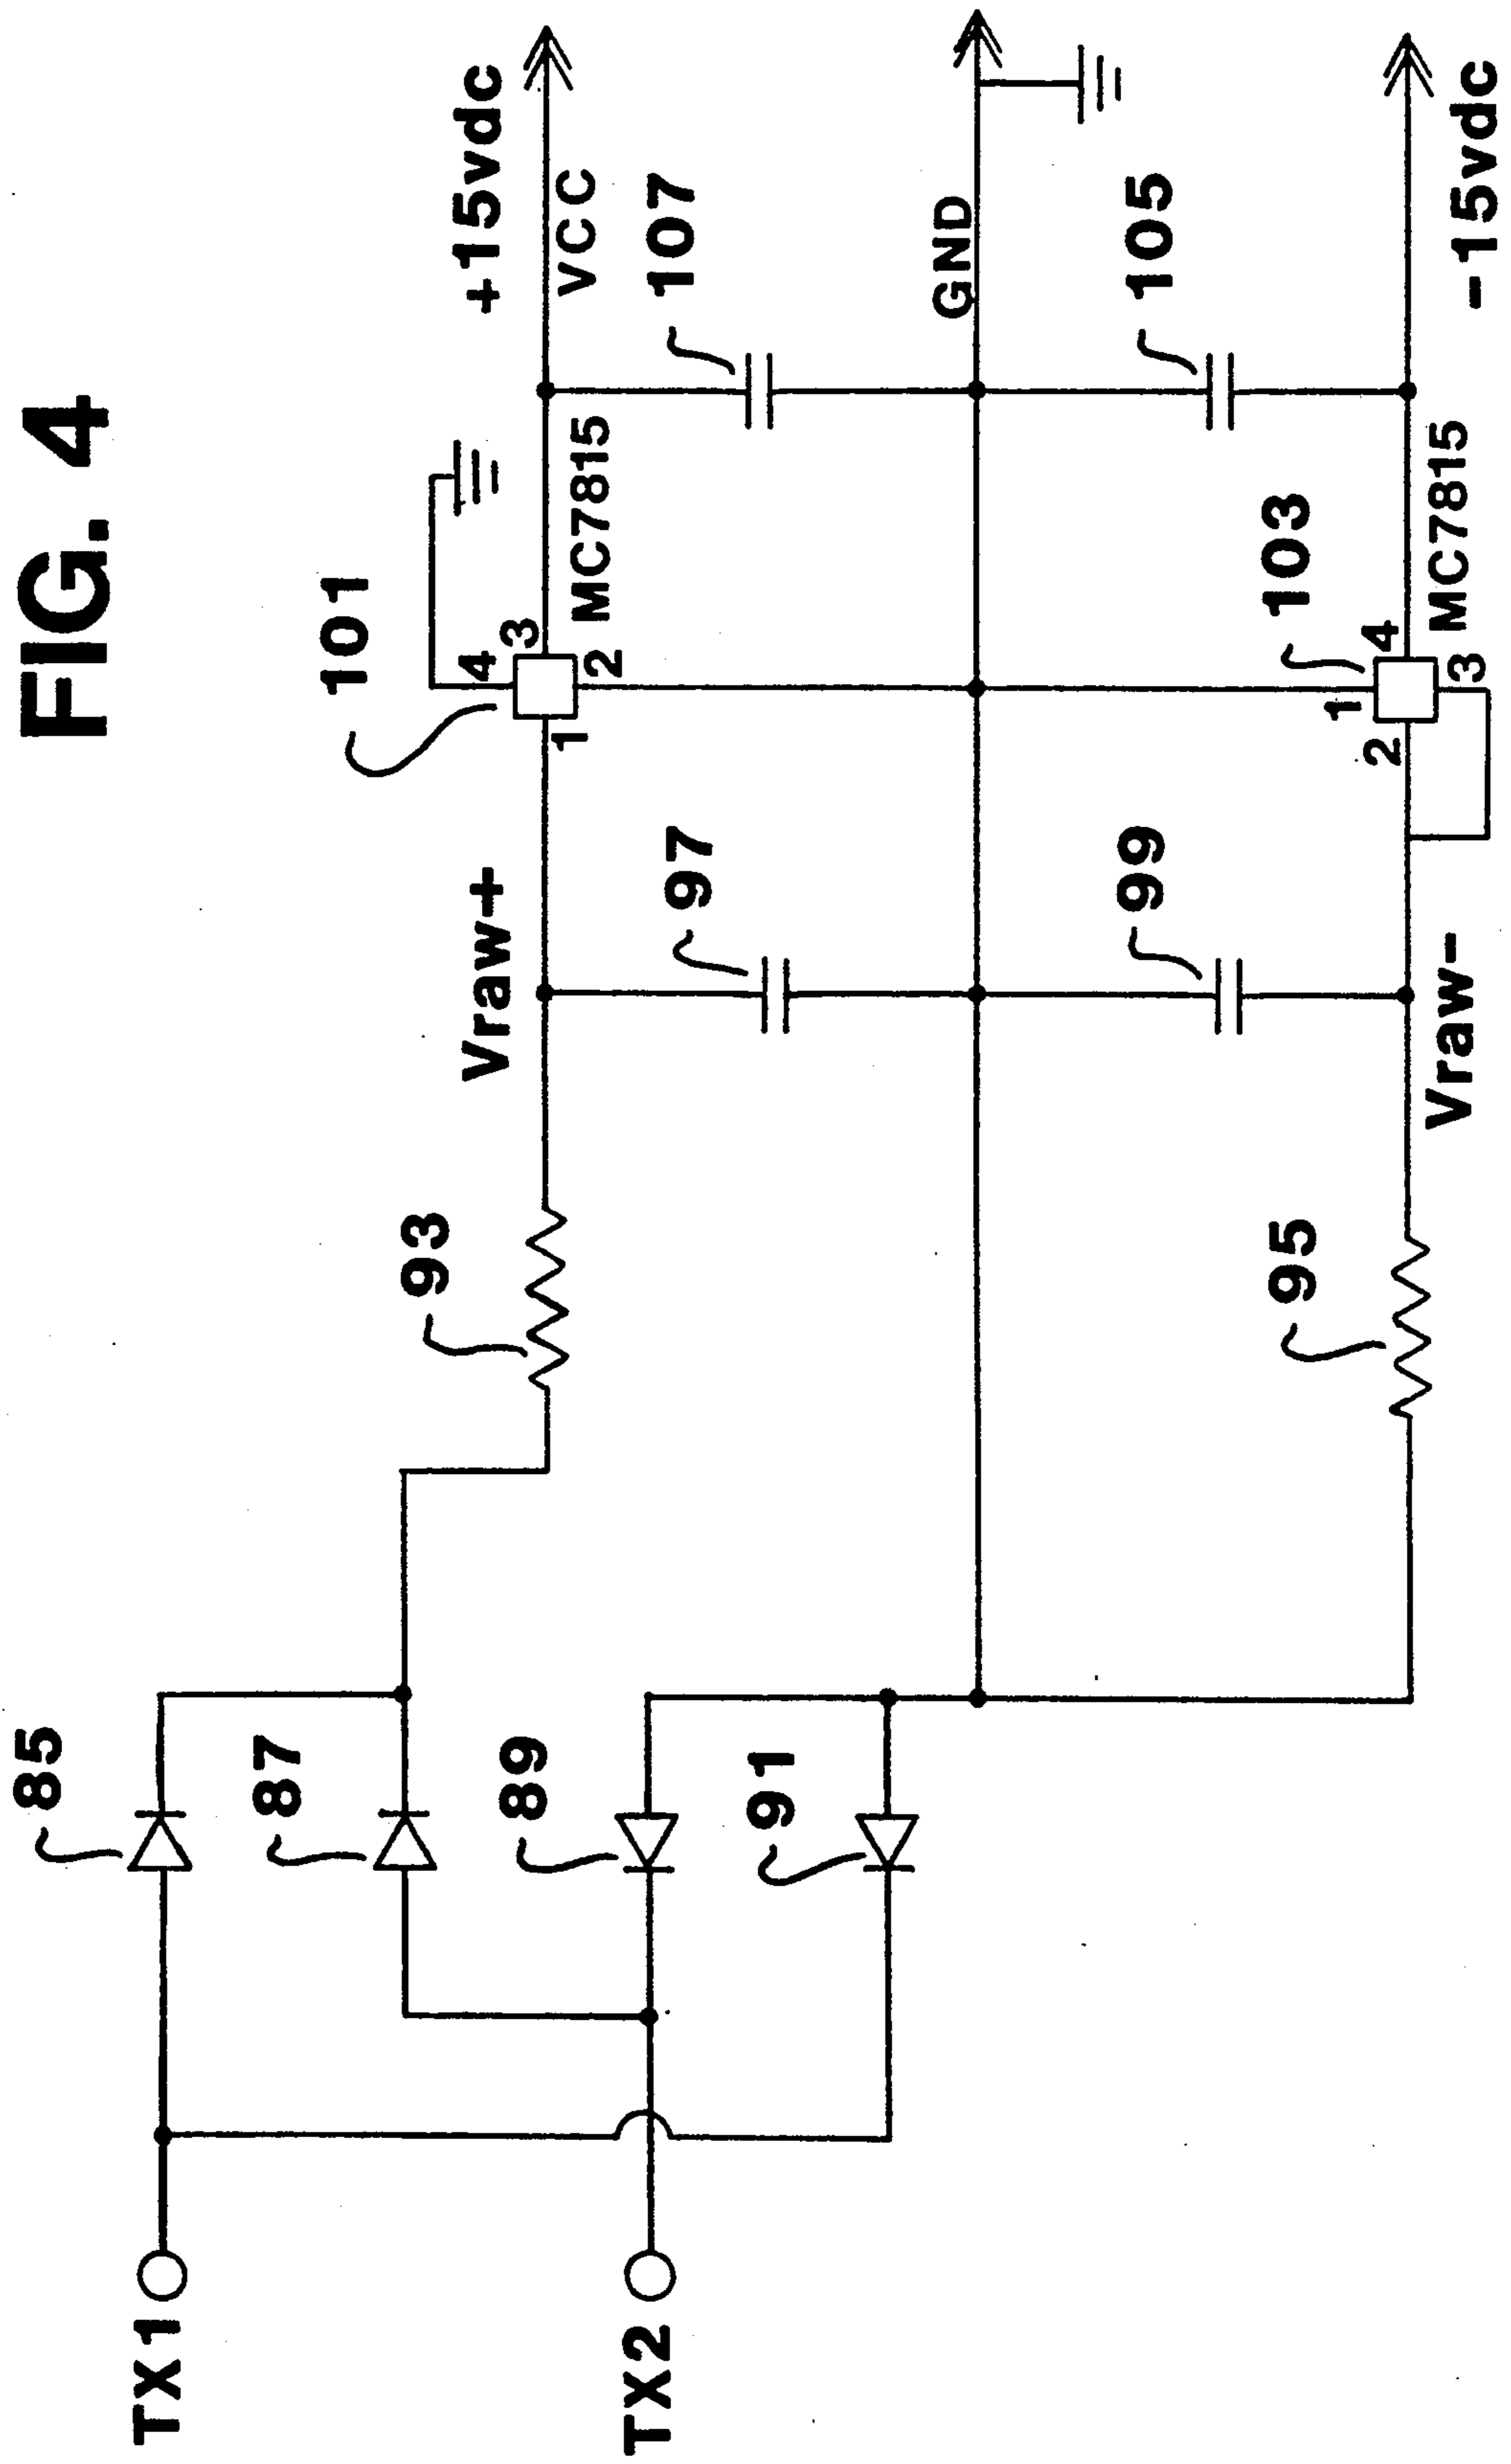 FIG. 4
TX1
TX2
85
87
89
91
93
95
Vraw+
Vraw-
97
99
101
4
3
1
2
MC7815
103
1
4
2
3
MC7815
107
105
+15vdc
VCC
GND
-15vdc